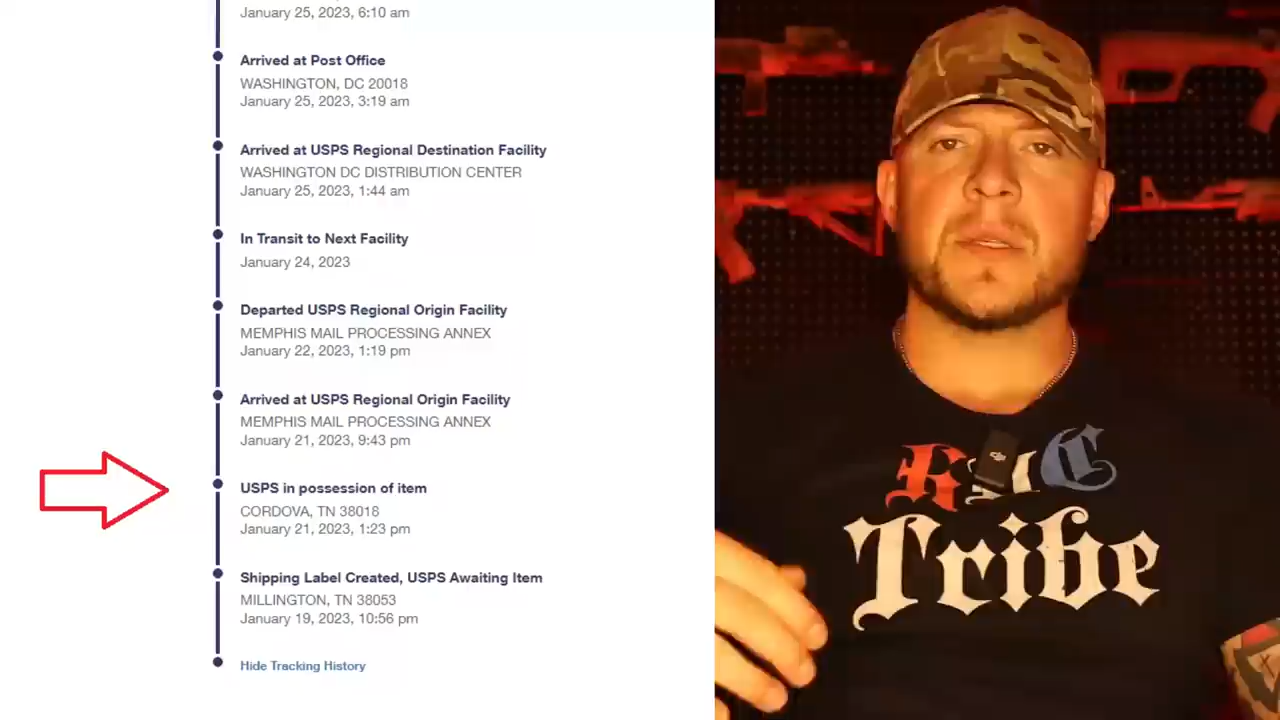 January 25, 2023, 6:10 am
Arrived at Post Office
WASHINGTON, DC 20018
January 25, 2023, 3:19 am
Arrived at USPS Regional Destination Facility
WASHINGTON DC DISTRIBUTION CENTER
January 25, 2023, 1:44 am
In Transit to Next Facility
January 24, 2023
Departed USPS Regional Origin Facility
MEMPHIS MAIL PROCESSING ANNEX
January 22, 2023, 1:19 pm
Arrived at USPS Regional Origin Facility
MEMPHIS MAIL PROCESSING ANNEX
January 21, 2023, 9:43 pm
USPS in possession of item
CORDOVA, TN 38018
January 21, 2023, 1:23 pm
Shipping Label Created, USPS Awaiting Item
MILLINGTON, TN 38053
January 19, 2023, 10:56 pm
Hide Tracking History
dji
Tribe